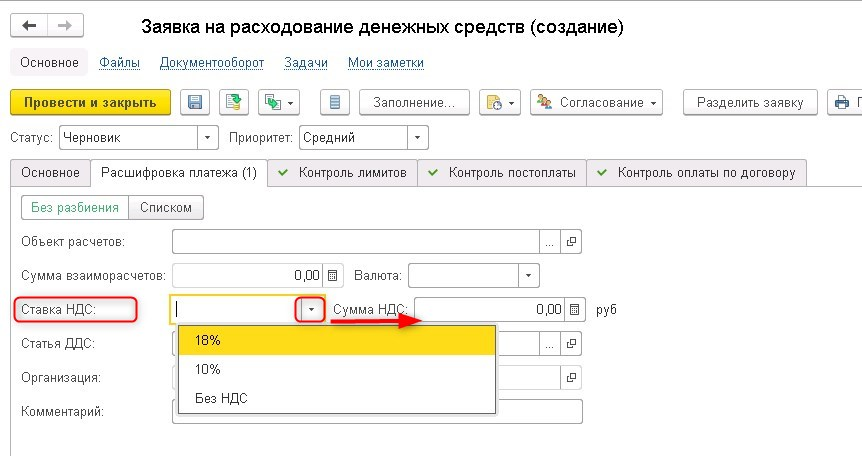 Заявка на расходование денежных средств (создание)
Основное Файлы Документооборот Задачи Мои заметки
Провести и закрыть Заполнение... Согласование Разделить заявку
Статус: Черновик Приоритет: Средний
Основное Расшифровка платежа (1) Контроль лимитов Контроль постоплаты Контроль оплаты по договору
Без разбиения Списком
Объект расчетов: ...
Сумма взаиморасчетов: 0,00 Валюта:
Ставка НДС: Сумма НДС: 0,00 руб
Статья ДДС: ...
18%
10%
Организация:
Без НДС
Комментарий: